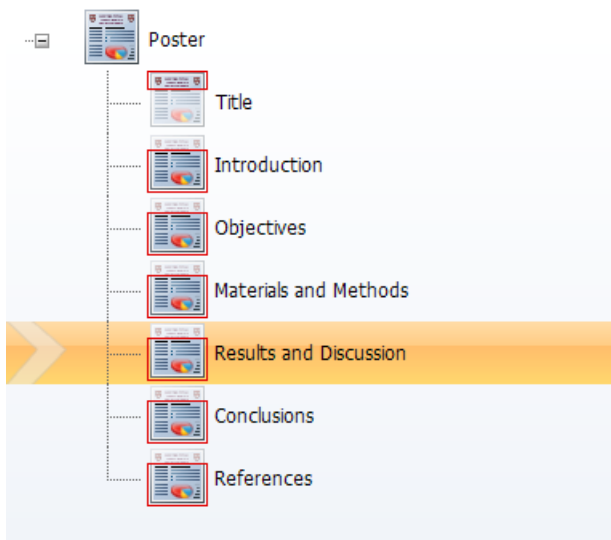 Poster
Title
Introduction
Objectives
Materials and Methods
Results and Discussion
Conclusions
References